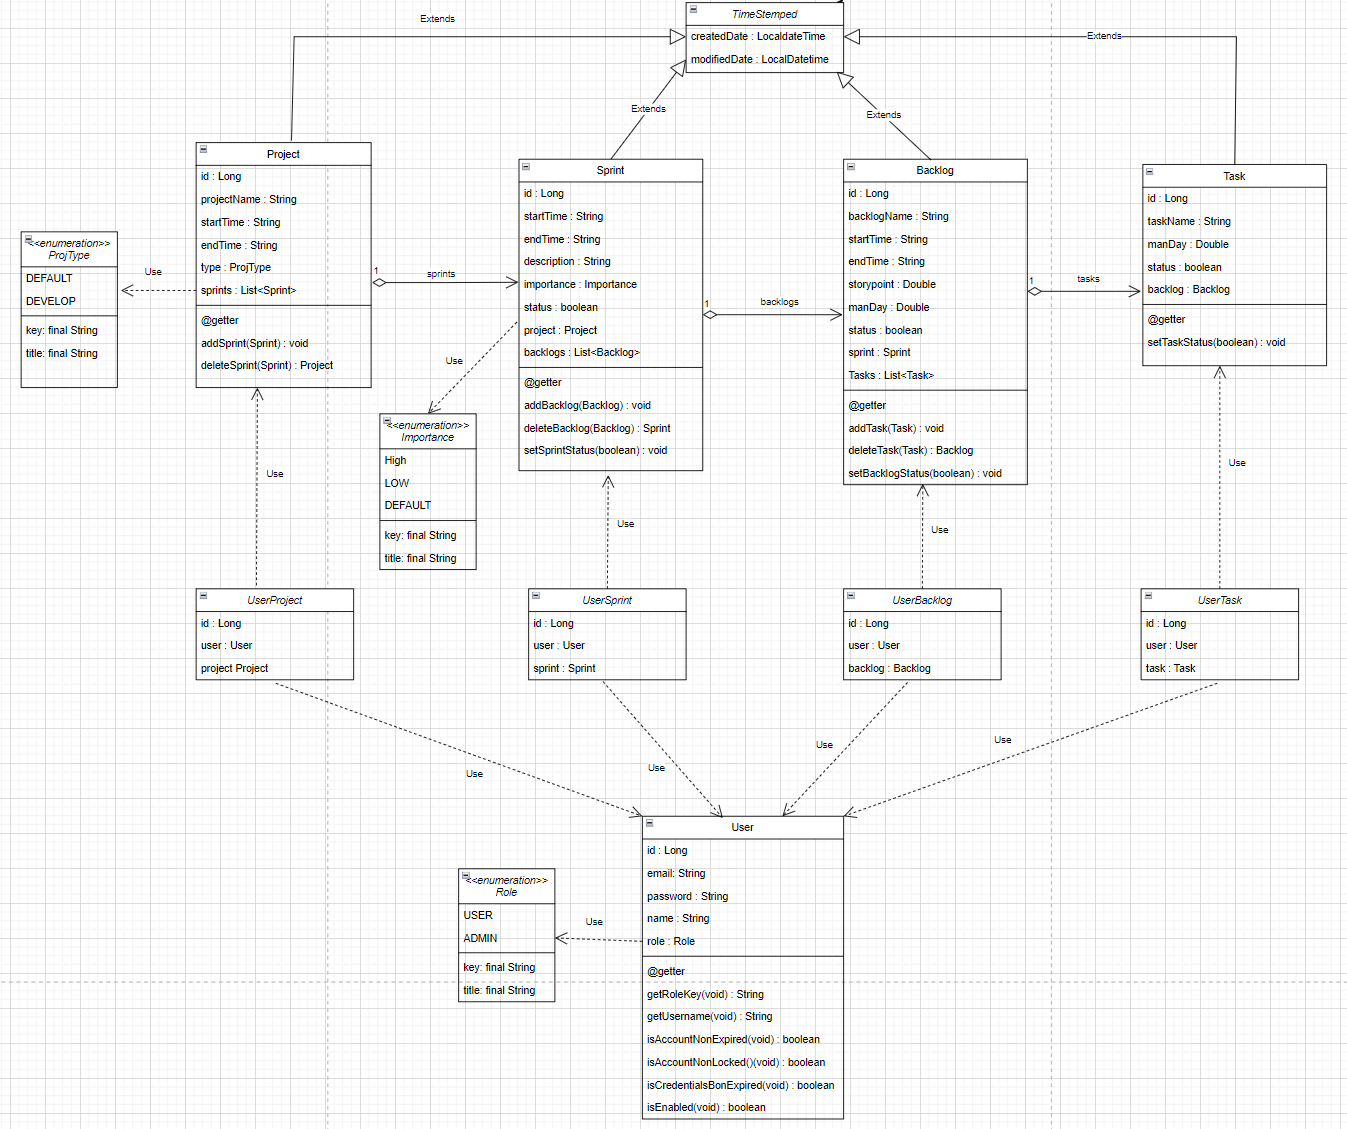 Extends
TimeStemped
createdDate : LocaldateTime
modifiedDate : LocalDatetime
Extends
Extends
Extends
Project
id : Long
projectName : String
startTime : String
endTime : String
type : ProjType
sprints : List<Sprint>
@getter
addSprint(Sprint) : void
deleteSprint(Sprint) : Project
<<enumeration>>
ProjType
DEFAULT
DEVELOP
key: final String
title: final String
Use
1
sprints
Sprint
id : Long
startTime : String
endTime : String
description : String
importance : Importance
status : boolean
project : Project
backlogs : List<Backlog>
@getter
addBacklog(Backlog) : void
deleteBacklog(Backlog) : Sprint
setSprintStatus(boolean) : void
1
backlogs
Backlog
id : Long
backlogName : String
startTime : String
endTime : String
storypoint : Double
manDay : Double
status : boolean
sprint : Sprint
Tasks : List<Task>
@getter
addTask(Task) : void
deleteTask(Task) : Backlog
setBacklogStatus(boolean) : void
1
tasks
Task
id : Long
taskName : String
manDay : Double
status : boolean
backlog : Backlog
@getter
setTaskStatus(boolean) : void
Use
<<enumeration>>
Importance
High
LOW
DEFAULT
key: final String
title: final String
Use
Use
Use
Use
UserProject
id : Long
user : User
project Project
UserSprint
id : Long
user : User
sprint : Sprint
UserBacklog
id : Long
user : User
backlog : Backlog
UserTask
id : Long
user : User
task : Task
Use
Use
Use
Use
User
id : Long
email: String
password : String
name : String
role : Role
@getter
getRoleKey(void) : String
getUsername(void) : String
isAccountNonExpired(void) : boolean
isAccountNonLocked()(void) : boolean
isCredentialsBonExpired(void) : boolean
isEnabled(void) : boolean
<<enumeration>>
Role
USER
ADMIN
key: final String
title: final String
Use